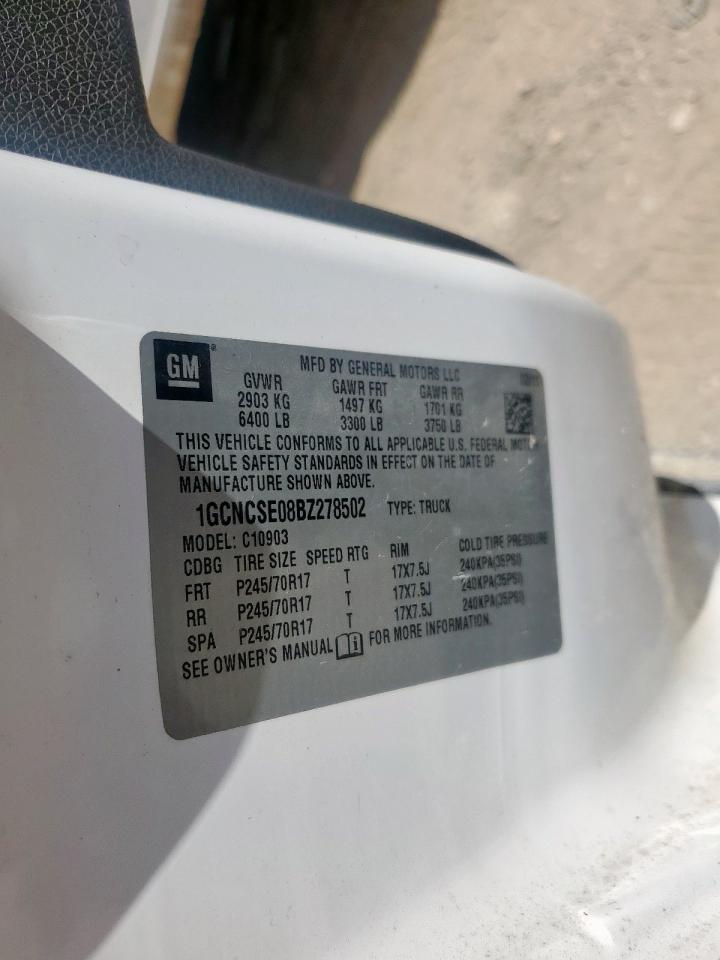 GM
®
MFD BY GENERAL MOTORS LLC
GVWR GAWR FRT GAWR RR
2903 KG 1497 KG 1701 KG
6400 LB 3300 LB 3750 LB
THIS VEHICLE CONFORMS TO ALL APPLICABLE U.S. FEDERAL MOTOR
VEHICLE SAFETY STANDARDS IN EFFECT ON THE DATE OF
MANUFACTURE SHOWN ABOVE.
1GCNCSE08BZ278502 TYPE: TRUCK
MODEL: C10903
CDBG TIRE SIZE SPEED RTG RIM COLD TIRE PRESSURE
FRT P245/70R17 T 17X7.5J 240KPA(35PSI)
RR P245/70R17 T 17X7.5J 240KPA(35PSI)
SPA P245/70R17 T 17X7.5J 240KPA(35PSI)
SEE OWNER'S MANUAL FOR MORE INFORMATION.